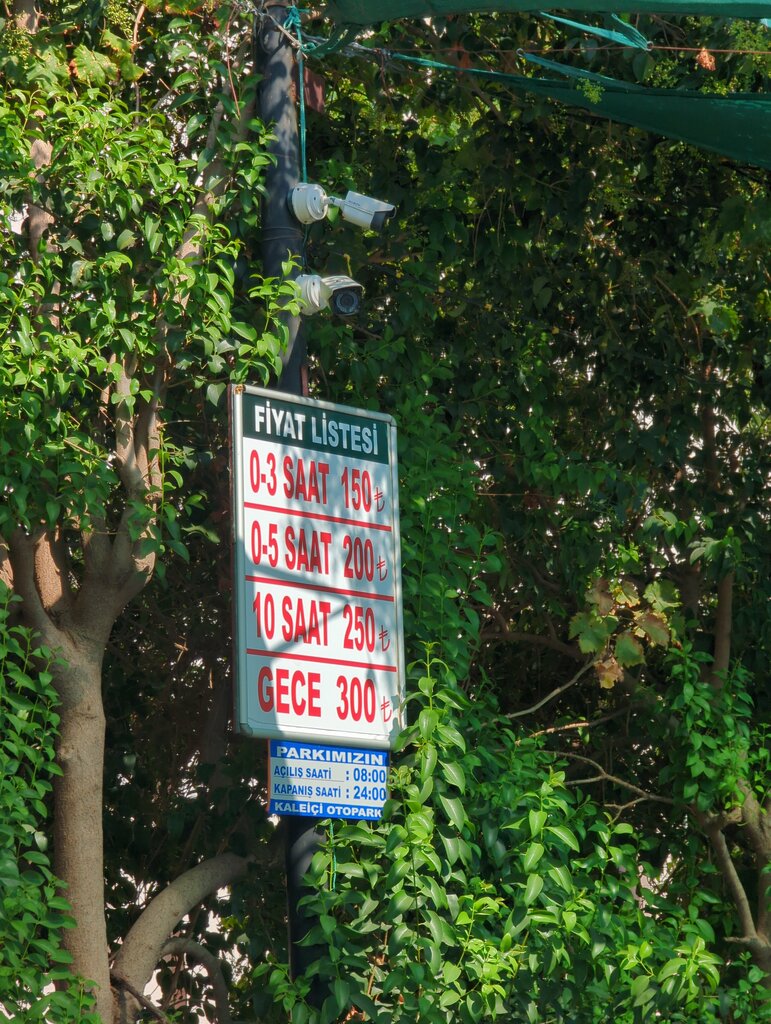 FİYAT LİSTESİ
0-3 SAAT 150₺
0-5 SAAT 200₺
10 SAAT 250₺
GECE 300₺
PARKIMIZIN
AÇILIŞ SAATİ : 08:00
KAPANIŞ SAATİ : 24:00
KALEİÇİ OTOPARK